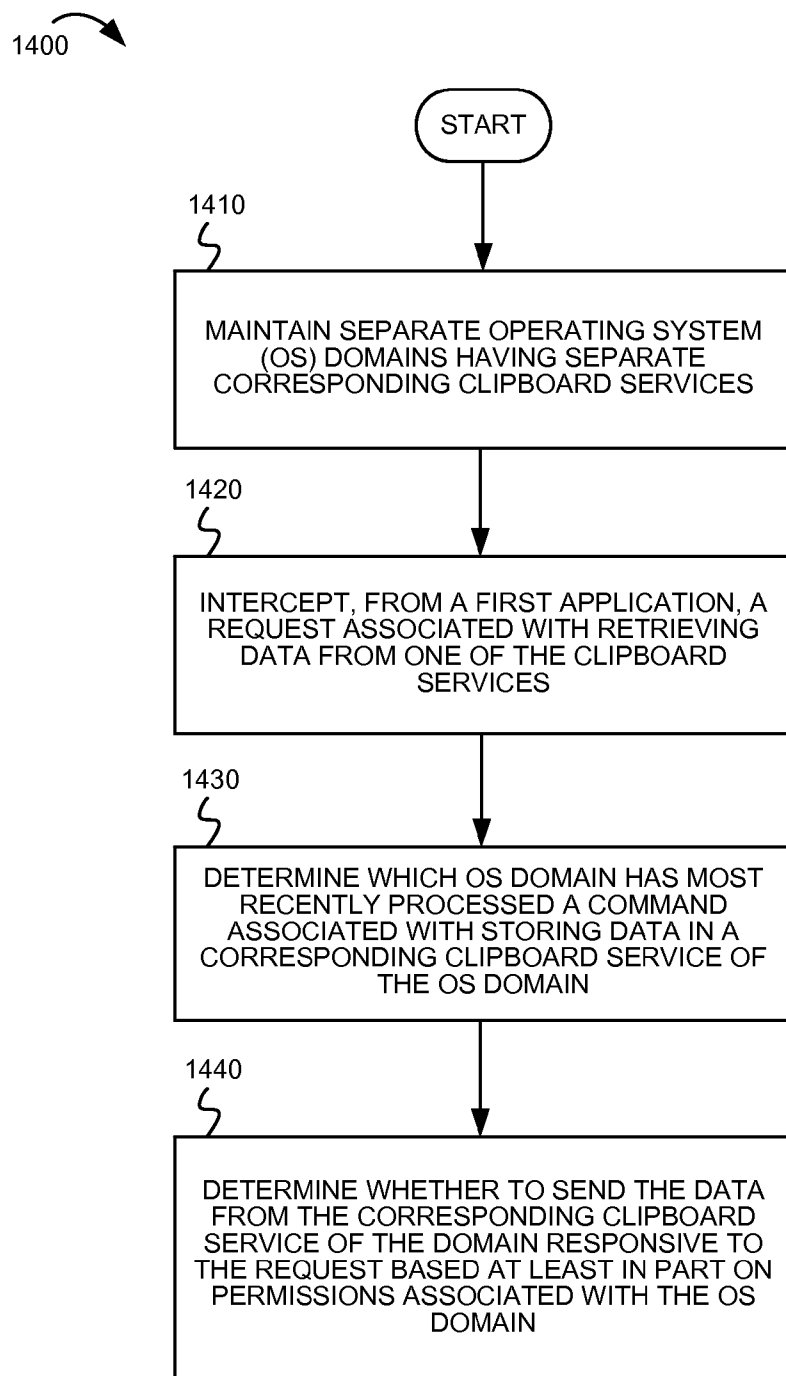 1400
START
1410
MAINTAIN SEPARATE OPERATING SYSTEM
(OS) DOMAINS HAVING SEPARATE
CORRESPONDING CLIPBOARD SERVICES
1420
INTERCEPT, FROM A FIRST APPLICATION, A
REQUEST ASSOCIATED WITH RETRIEVING
DATA FROM ONE OF THE CLIPBOARD
SERVICES
1430
DETERMINE WHICH OS DOMAIN HAS MOST
RECENTLY PROCESSED A COMMAND
ASSOCIATED WITH STORING DATA IN A
CORRESPONDING CLIPBOARD SERVICE OF
THE OS DOMAIN
1440
DETERMINE WHETHER TO SEND THE DATA
FROM THE CORRESPONDING CLIPBOARD
SERVICE OF THE DOMAIN RESPONSIVE TO
THE REQUEST BASED AT LEAST IN PART ON
PERMISSIONS ASSOCIATED WITH THE OS
DOMAIN